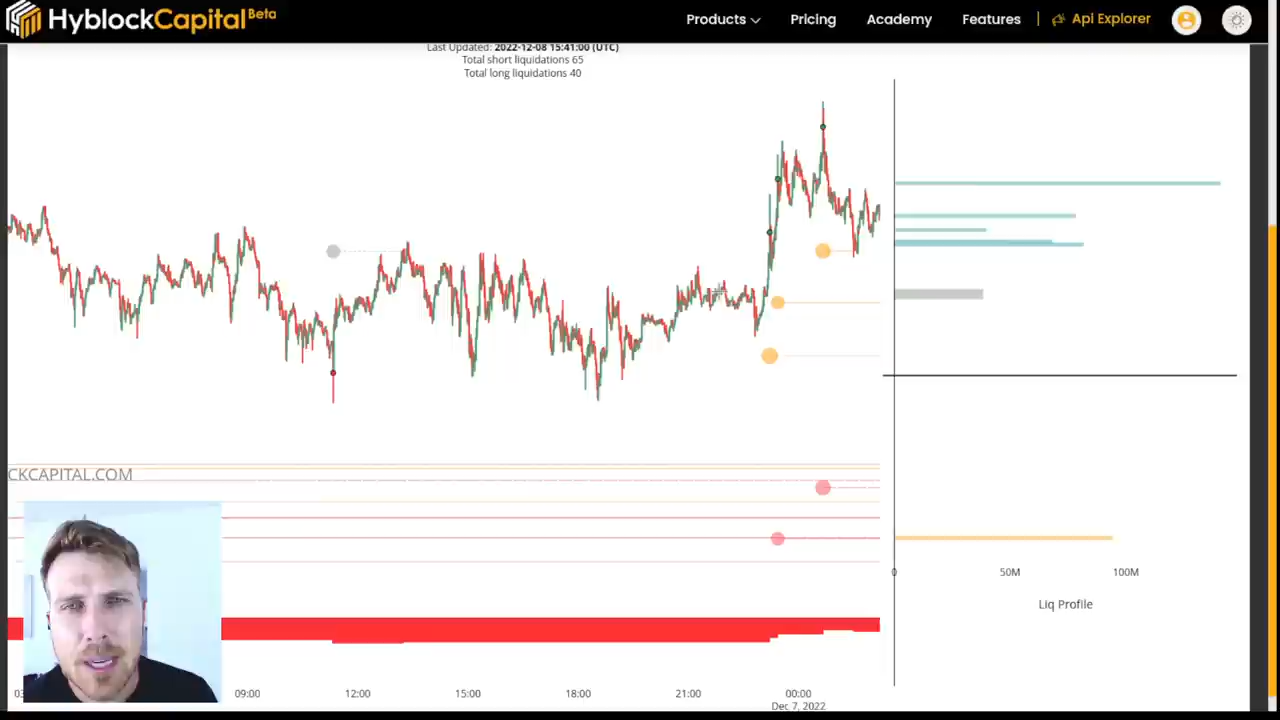 HyblockCapital Beta
Products Pricing Academy Features Api Explorer
Last Updated: 2022-12-08 15:41:00 (UTC)
Total short liquidations 65
Total long liquidations 40
CKCAPITAL.COM
0 50M 100M
Liq Profile
09:00 12:00 15:00 18:00 21:00 00:00
Dec 7, 2022